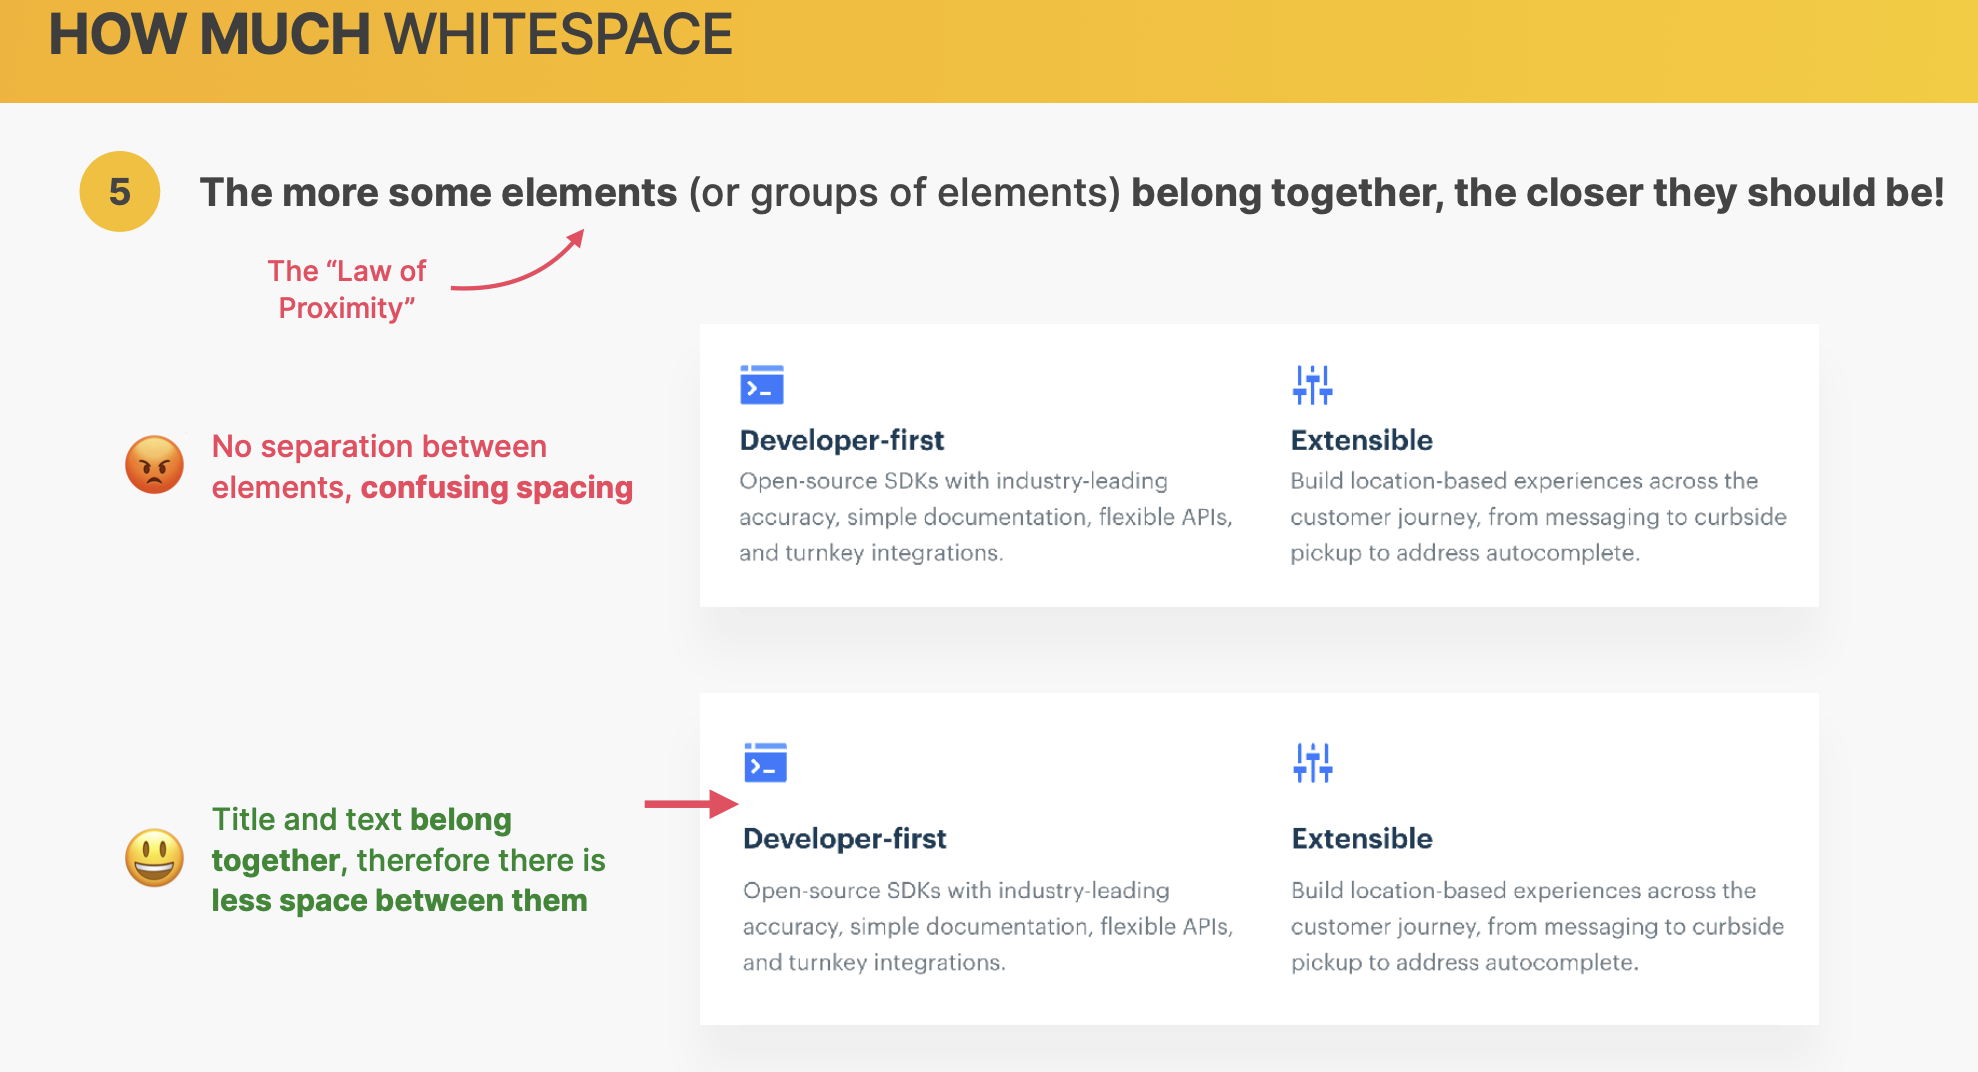 HOW MUCH WHITESPACE
5
The more some elements (or groups of elements) belong together, the closer they should be!
The “Law of
Proximity”
No separation between
elements, confusing spacing
Developer-first
Open-source SDKs with industry-leading
accuracy, simple documentation, flexible APIs,
and turnkey integrations.
Extensible
Build location-based experiences across the
customer journey, from messaging to curbside
pickup to address autocomplete.
Title and text belong
together, therefore there is
less space between them
Developer-first
Open-source SDKs with industry-leading
accuracy, simple documentation, flexible APIs,
and turnkey integrations.
Extensible
Build location-based experiences across the
customer journey, from messaging to curbside
pickup to address autocomplete.